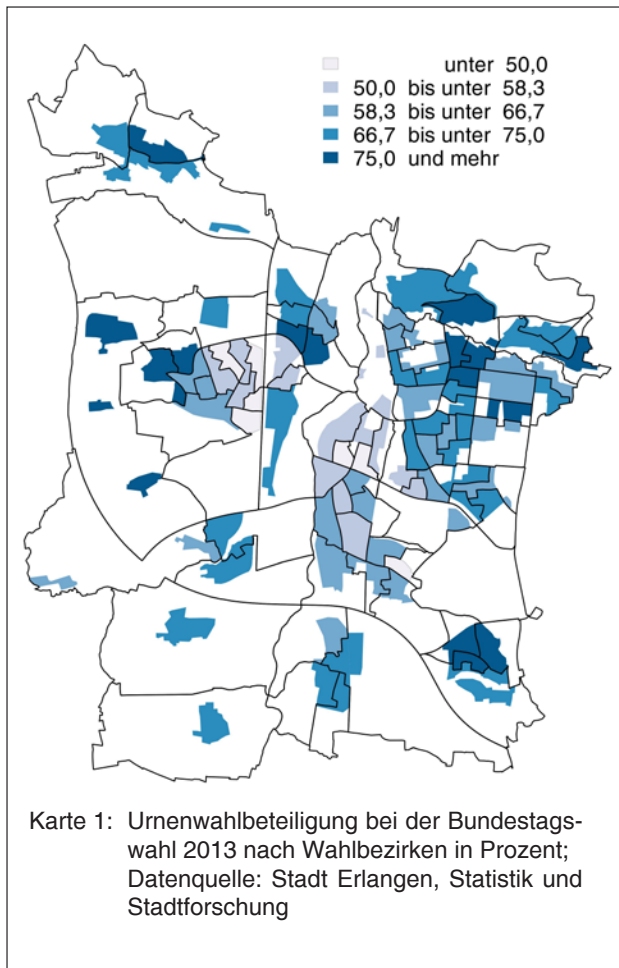 unter 50,0
50,0 bis unter 58,3
58,3 bis unter 66,7
66,7 bis unter 75,0
75,0 und mehr
Karte 1: Urnenwahlbeteiligung bei der Bundestags-
wahl 2013 nach Wahlbezirken in Prozent;
Datenquelle: Stadt Erlangen, Statistik und
Stadtforschung